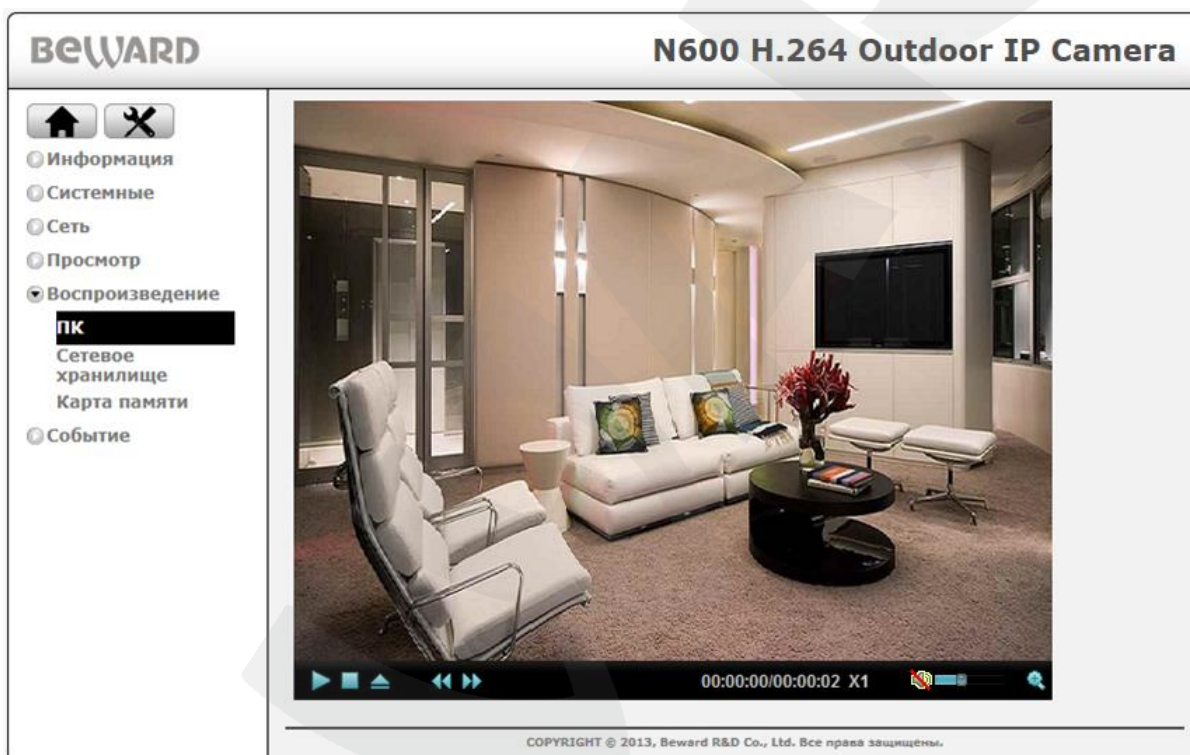 BEWARD
N600 H.264 Outdoor IP Camera
Информация
Системные
Сеть
Просмотр
Воспроизведение
ПК
Сетевое
хранилище
Карта памяти
Событие
00:00:00/00:00:02 X1
COPYRIGHT © 2013, Beward R&D Co., Ltd. Все права защищены.